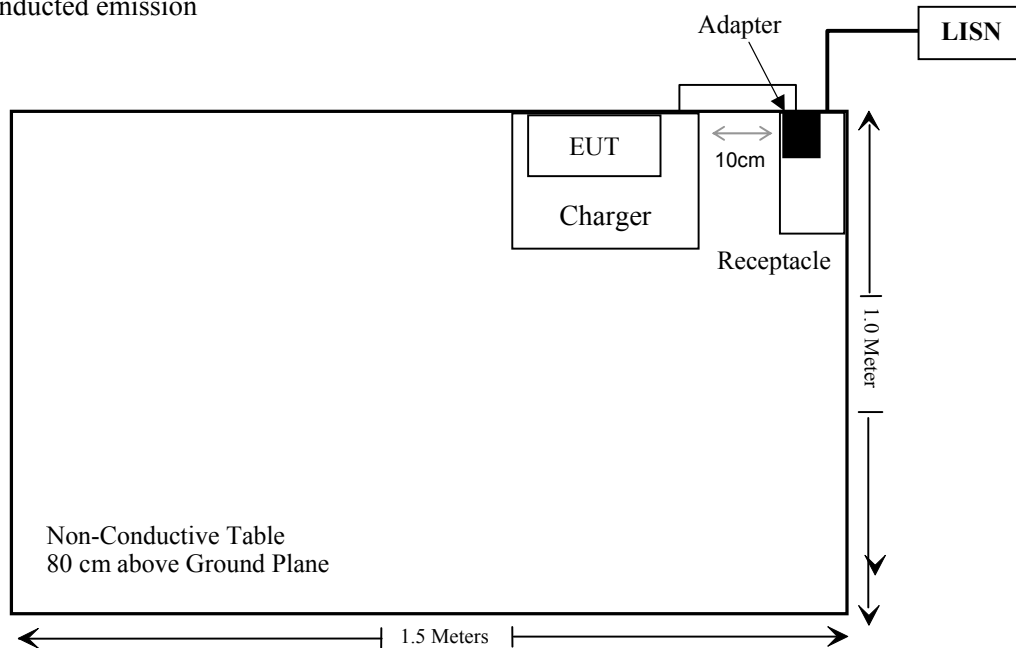 nducted emission
Adapter
LISN
EUT
10cm
Charger
Receptacle
1.0 Meter
Non-Conductive Table
80 cm above Ground Plane
1.5 Meters